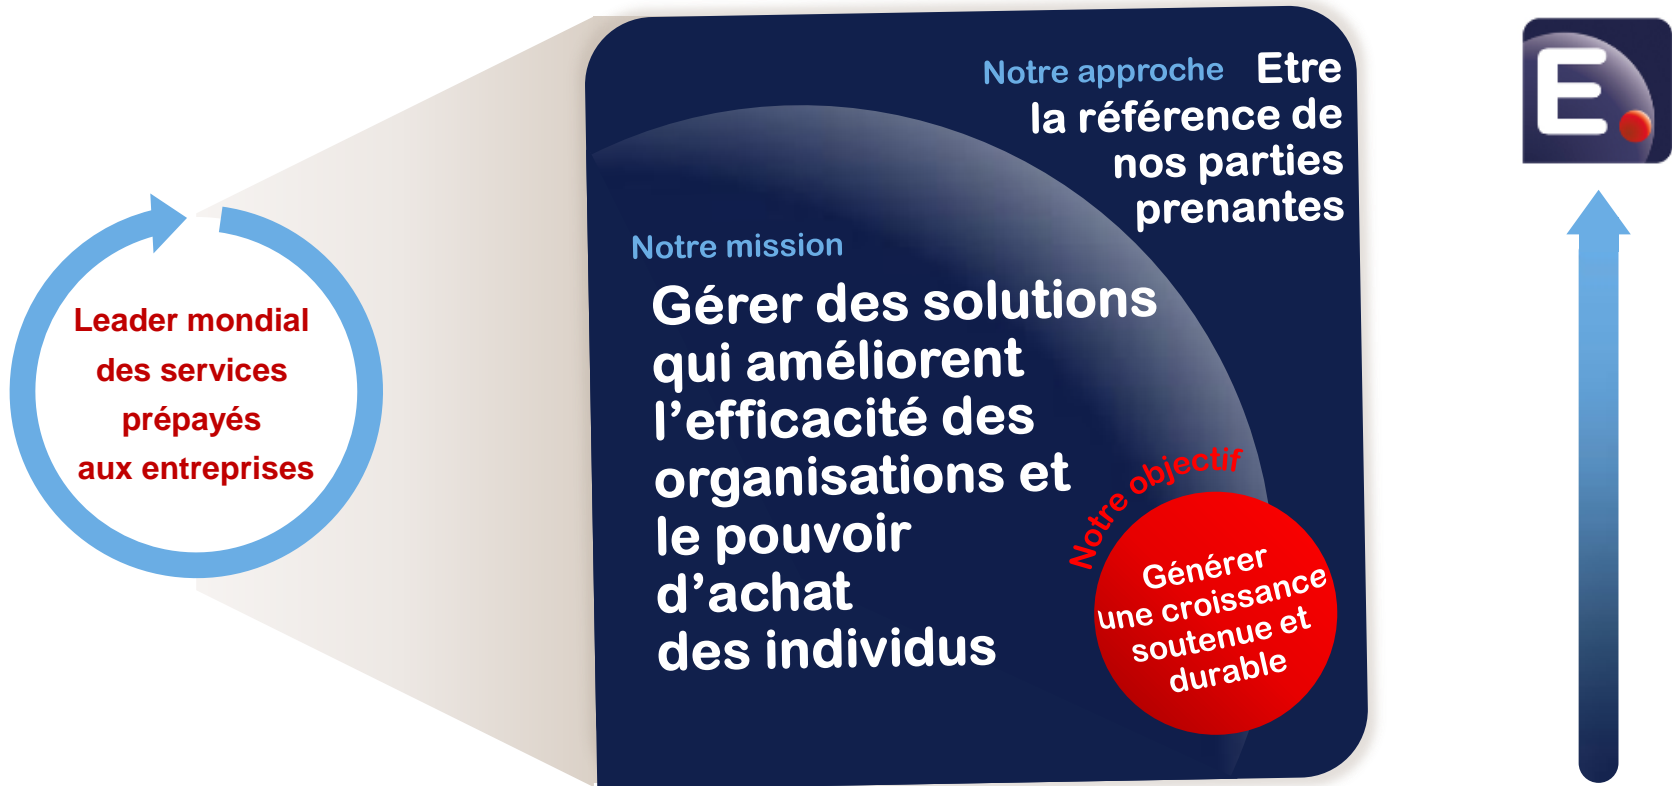 Leader mondial
des services
prépayés
aux entreprises
Notre approche Etre
la référence de
nos parties
prenantes
Notre mission
Gérer des solutions
qui améliorent
l’efficacité des
organisations et
le pouvoir
d’achat
des individus
Notre objectif
Générer
une croissance
soutenue et
durable
E.